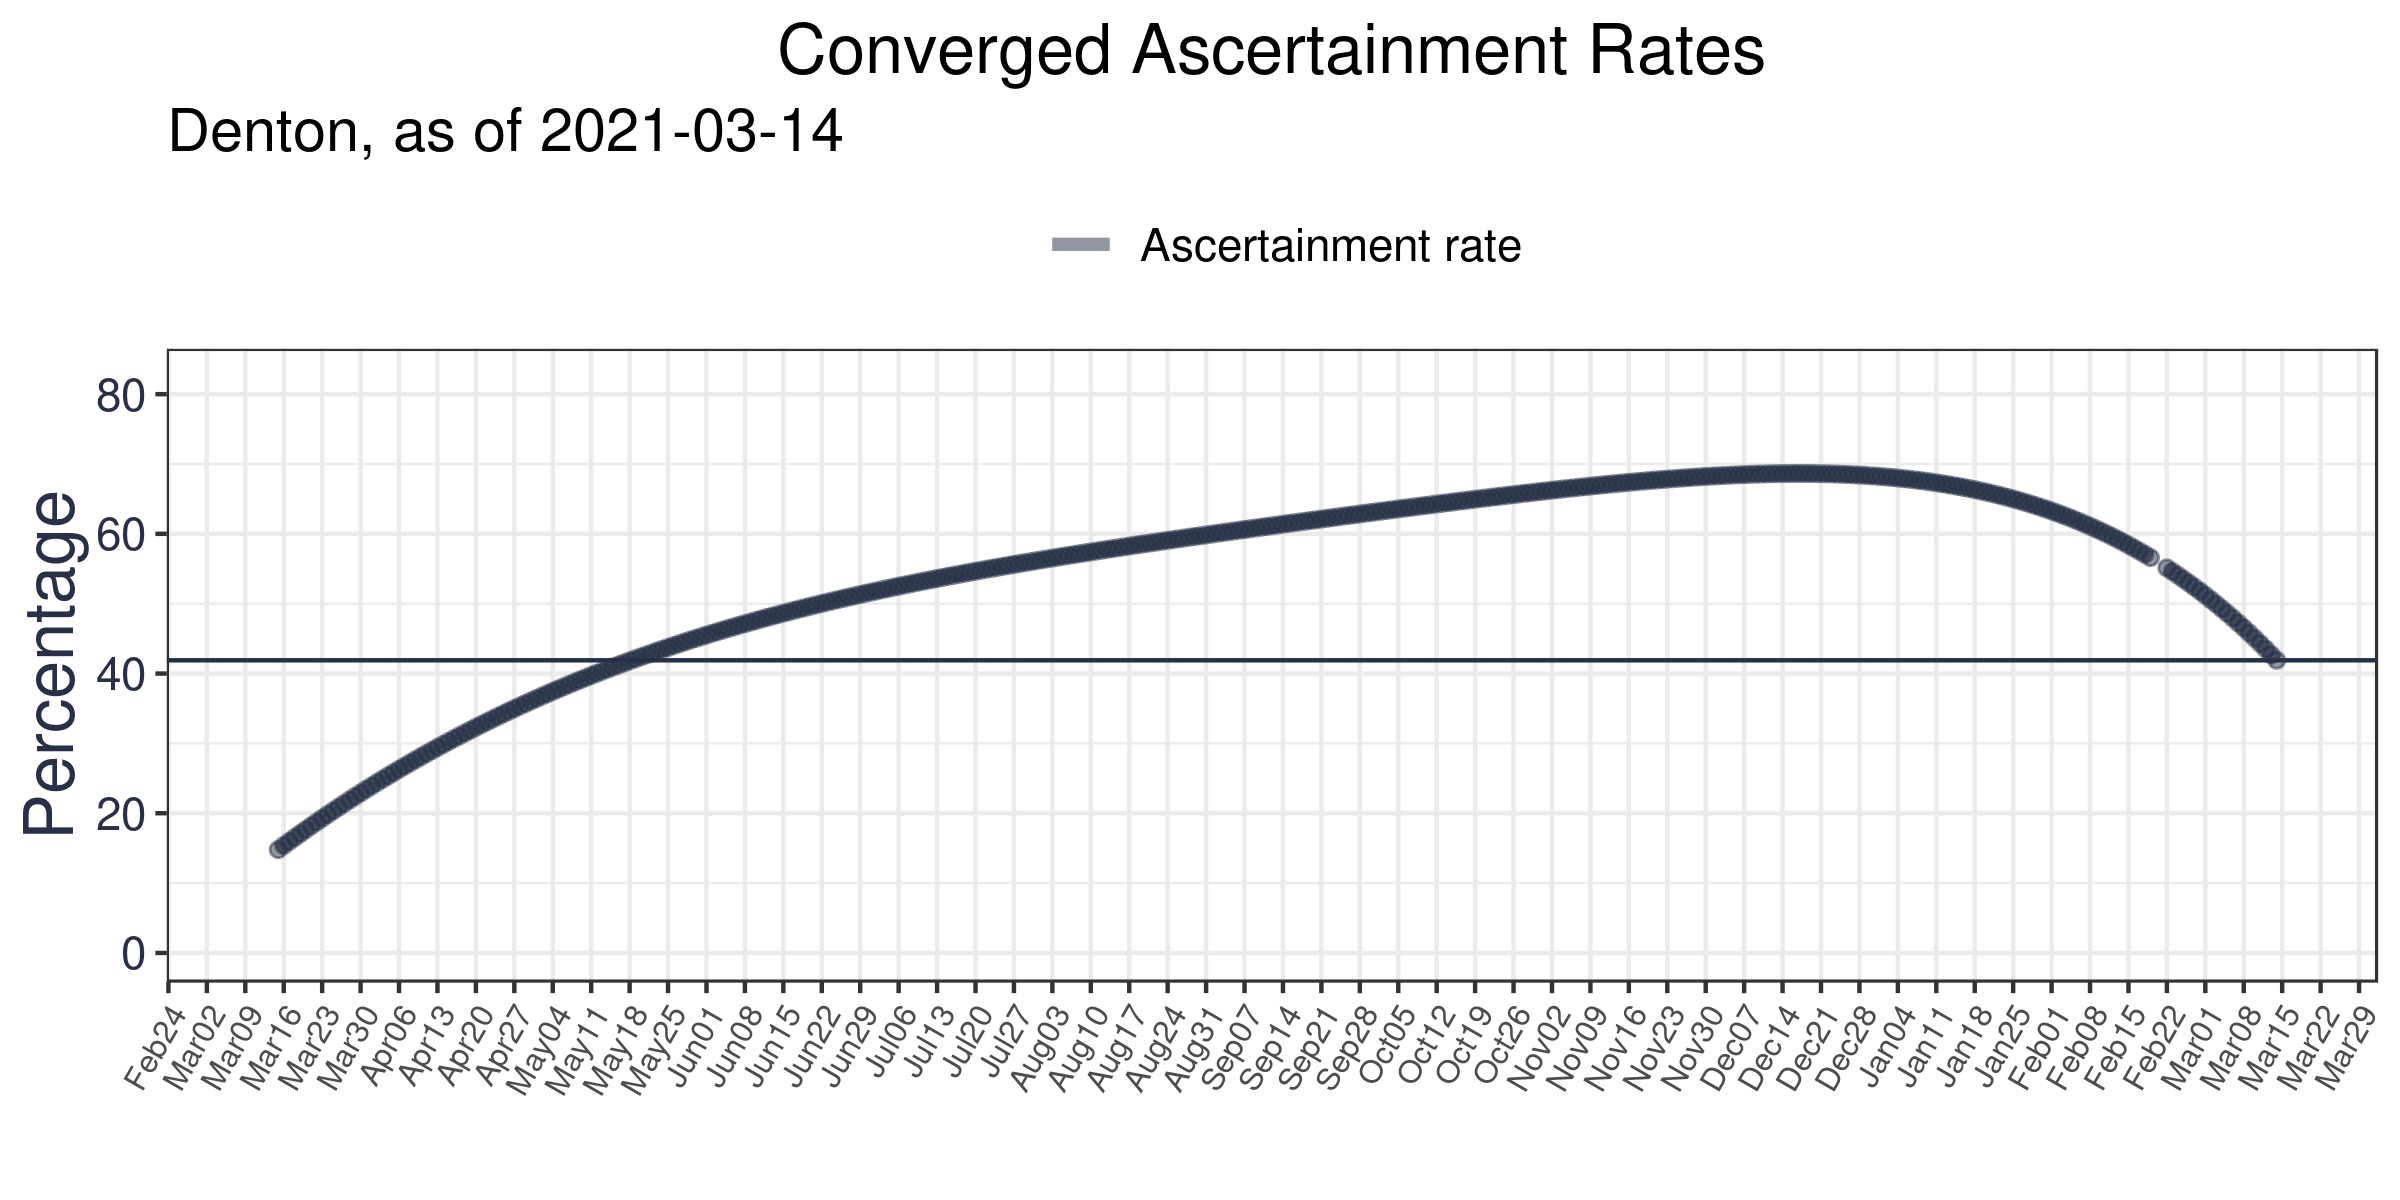 Converged Ascertainment Rates
Denton, as of 2021-03-14
Ascertainment rate
Percentage
80
60
40
20
0
Feb24
Mar02
Mar09
Mar16
Mar23
Mar30
Apr06
Apr13
Apr20
Apr27
May04
May11
May18
May25
Jun01
Jun08
Jun15
Jun22
Jun29
Jul06
Jul13
Jul20
Jul27
Aug03
Aug10
Aug17
Aug24
Aug31
Sep07
Sep14
Sep21
Sep28
Oct05
Oct12
Oct19
Oct26
Nov02
Nov09
Nov16
Nov23
Nov30
Dec07
Dec14
Dec21
Dec28
Jan04
Jan11
Jan18
Jan25
Feb01
Feb08
Feb15
Feb22
Mar01
Mar08
Mar15
Mar22
Mar29